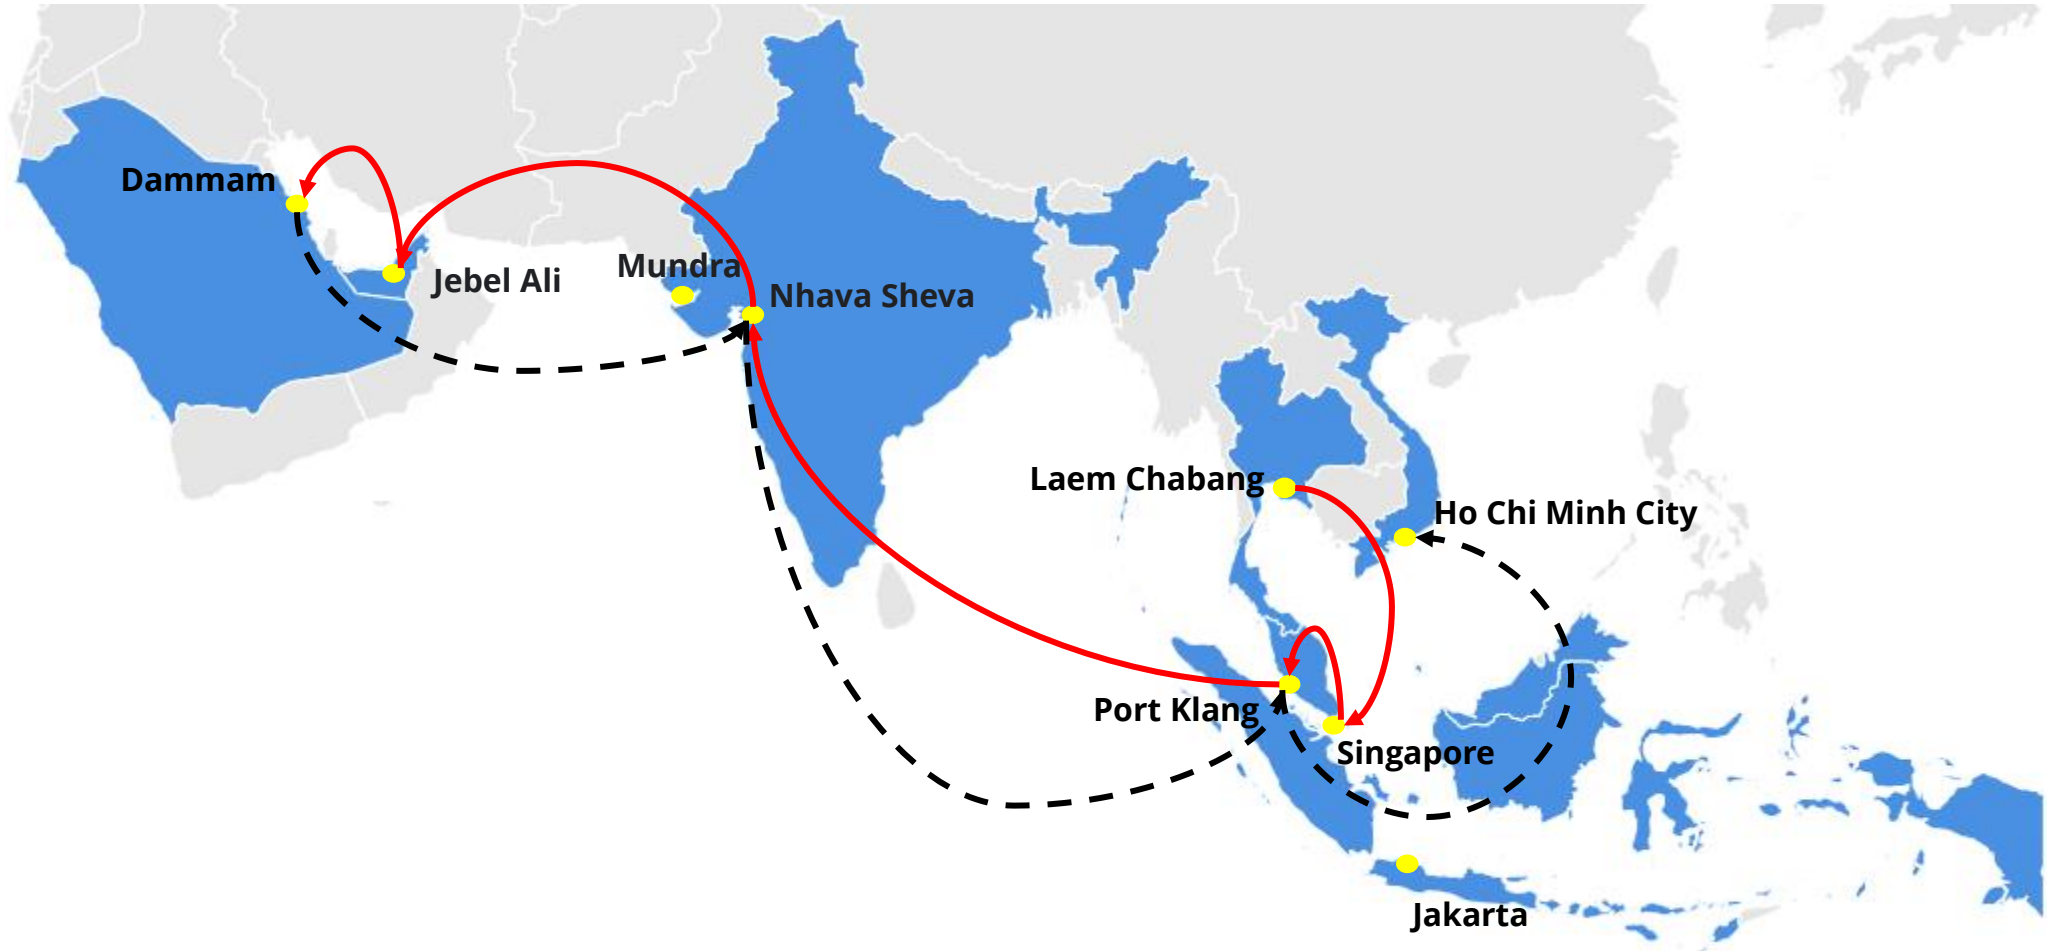 Dammam
Jebel Ali
Mundra
Nhava Sheva
Laem Chabang
Ho Chi Minh City
Port Klang
Singapore
Jakarta